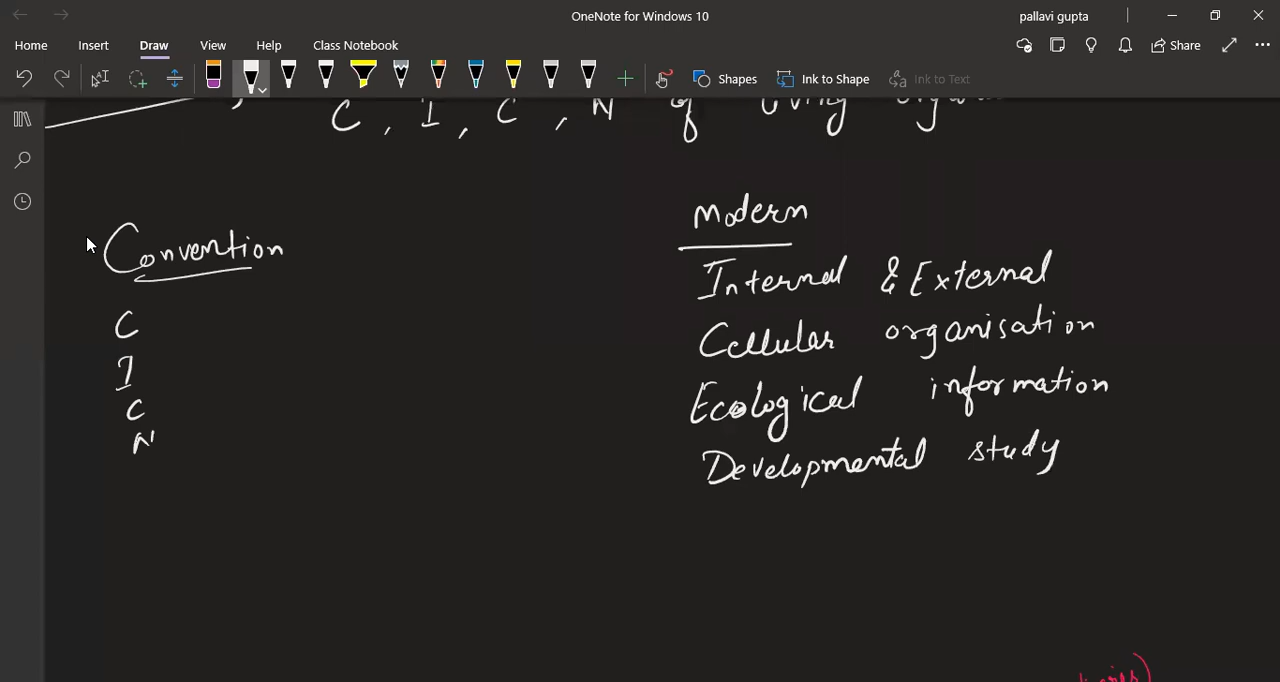 OneNote for Windows 10
pallavi gupta
Home Insert Draw View Help Class Notebook
Share
Shapes Ink to Shape Ink to Text
C, I, C, N of living
Convention
C
I
C
N
Modern
Internal & External
Cellular organisation
Ecological information
Developmental study